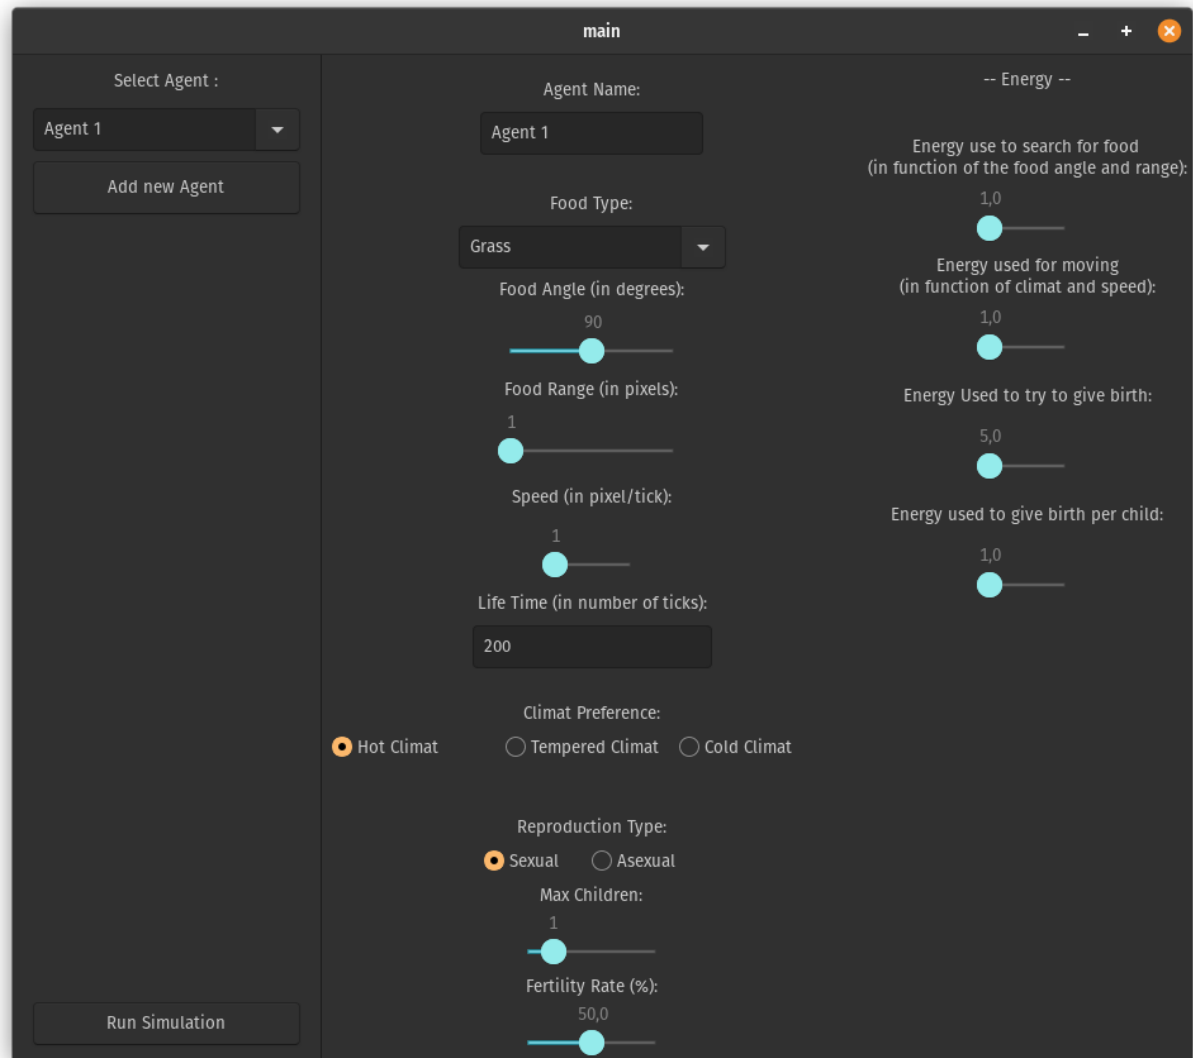 main
Select Agent :
Agent 1
Add new Agent
Run Simulation
Agent Name:
Agent 1
Food Type:
Grass
Food Angle (in degrees):
90
Food Range (in pixels):
1
Speed (in pixel/tick):
1
Life Time (in number of ticks):
200
Climat Preference:
Hot Climat Tempered Climat Cold Climat
Reproduction Type:
Sexual Asexual
Max Children:
1
Fertility Rate (%):
50,0
-- Energy --
Energy use to search for food
(in function of the food angle and range):
1,0
Energy used for moving
(in function of climat and speed):
1,0
Energy Used to try to give birth:
5,0
Energy used to give birth per child:
1,0